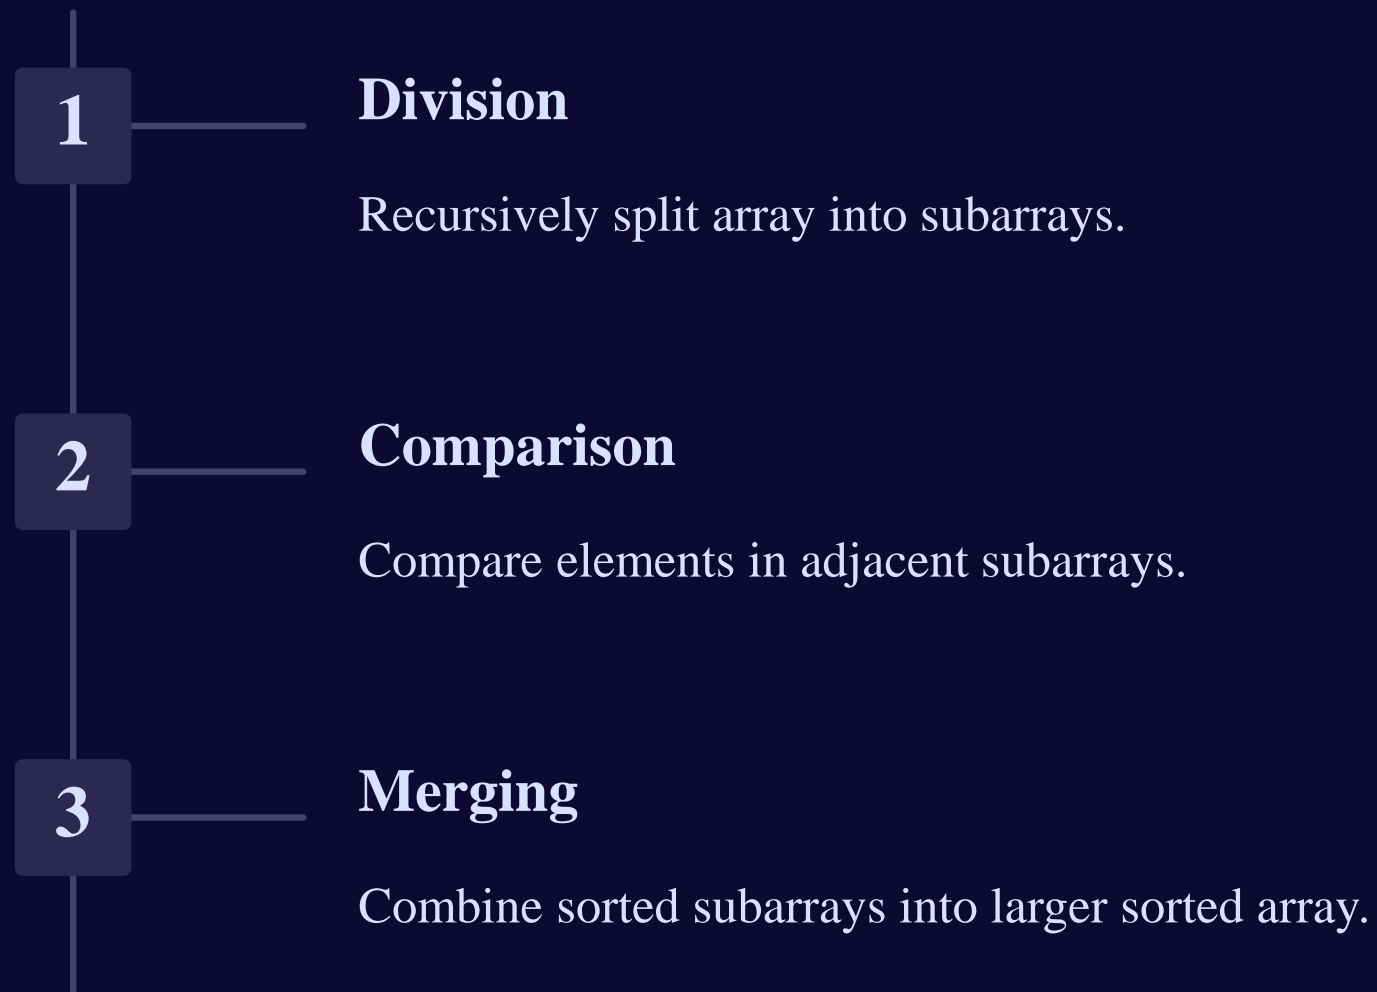 1
Division
Recursively split array into subarrays.
2
Comparison
Compare elements in adjacent subarrays.
3
Merging
Combine sorted subarrays into larger sorted array.